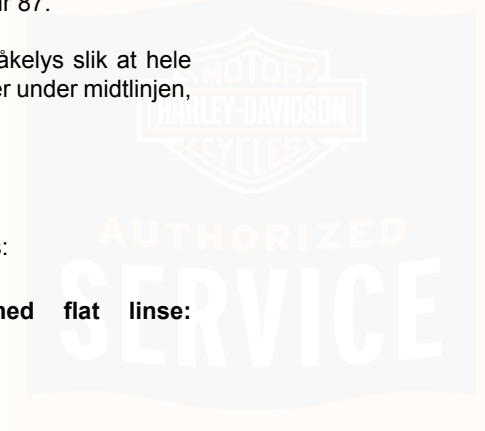 r 87.
åkelys slik at hele
er under midtlinjen,
MOTOR
HARLEY-DAVIDSON
CYCLES
AUTHORIZED
:
SERVICE
ned flat linse: